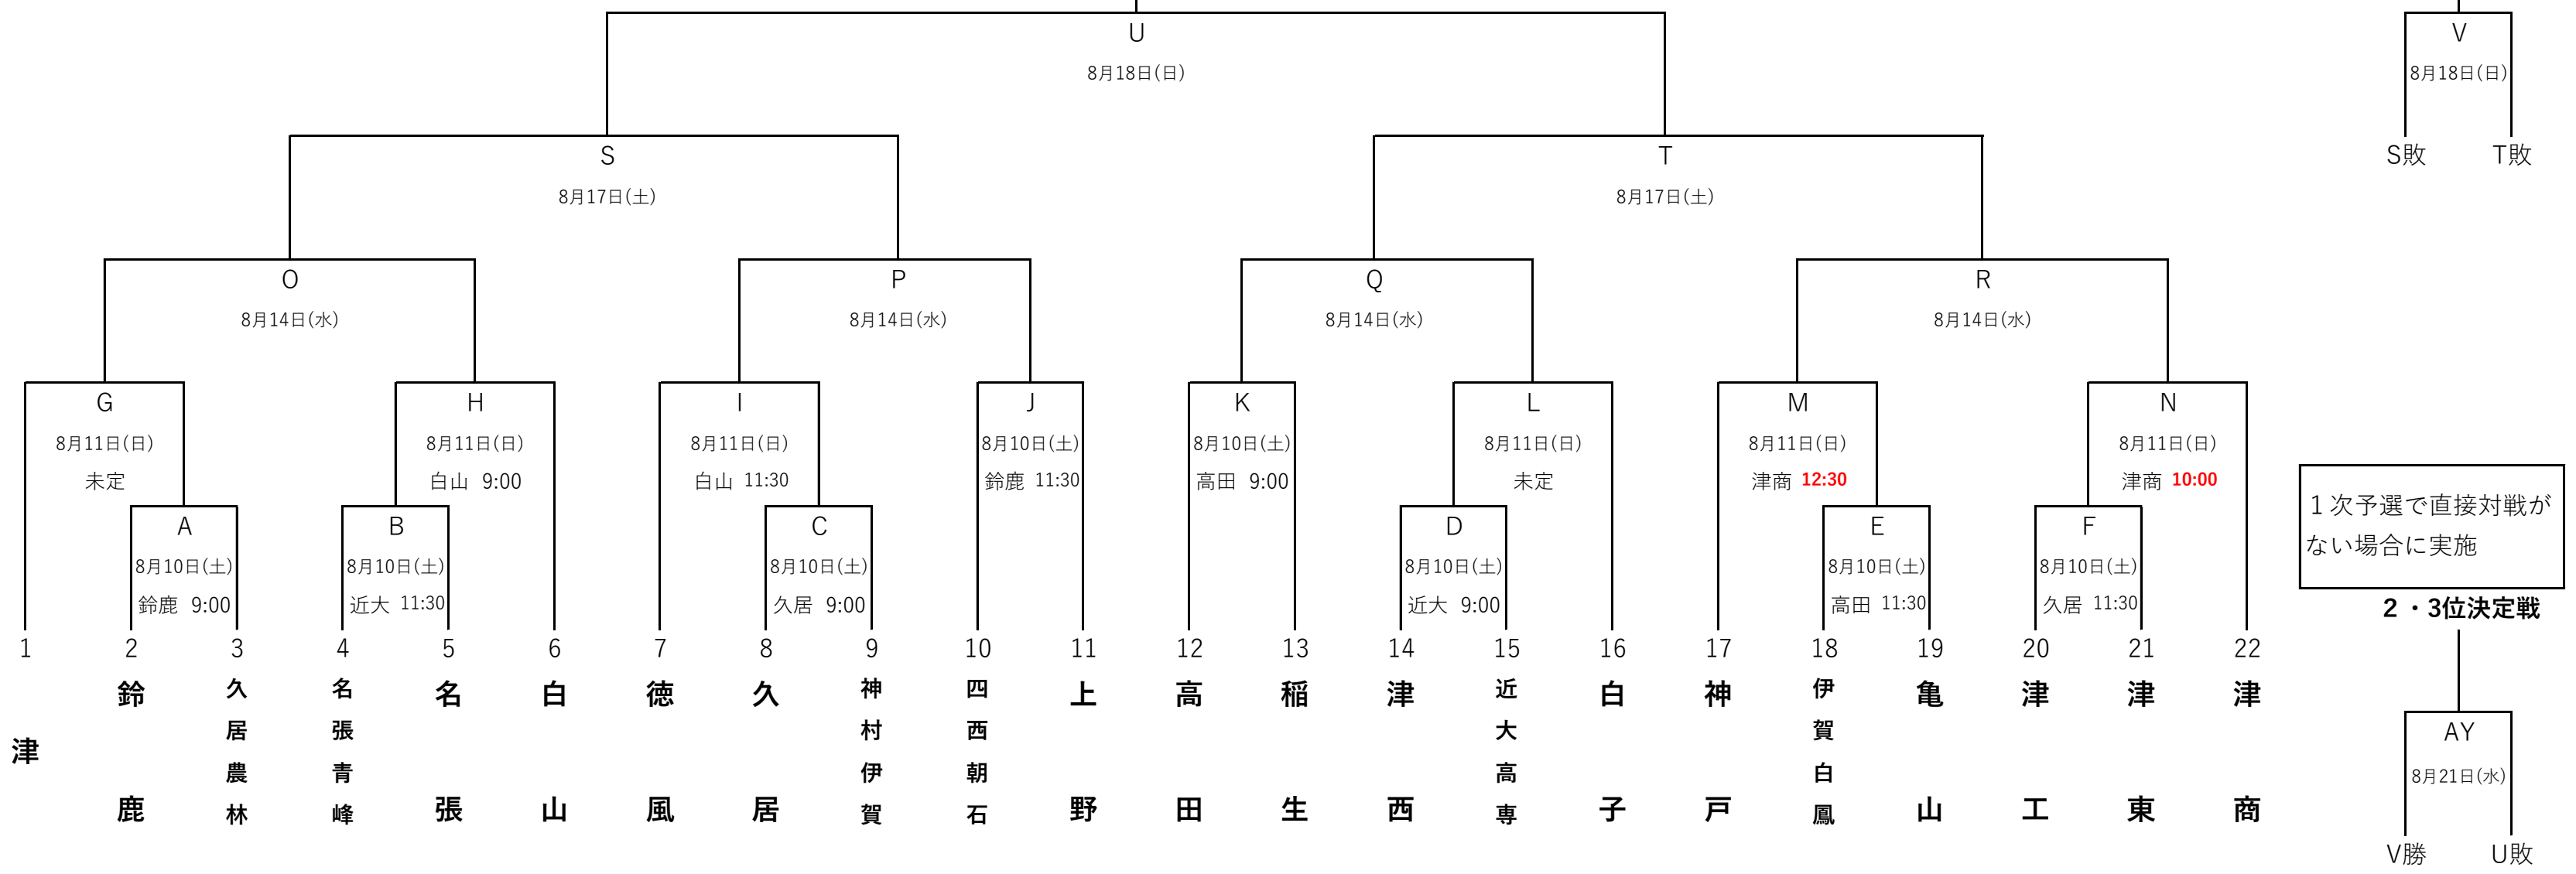 U
8月18日(日)
V
8月18日(日)
S敗
T敗
S
8月17日(土)
T
8月17日(土)
O
8月14日(水)
P
8月14日(水)
Q
8月14日(水)
R
8月14日(水)
G
8月11日(日)
未定
H
8月11日(日)
白山 9:00
I
8月11日(日)
白山 11:30
J
8月10日(土)
鈴鹿 11:30
K
8月10日(土)
高田 9:00
L
8月11日(日)
未定
M
8月11日(日)
津商 12:30
N
8月11日(日)
津商 10:00
A
8月10日(土)
鈴鹿 9:00
B
8月10日(土)
近大 11:30
C
8月10日(土)
久居 9:00
D
8月10日(土)
近大 9:00
E
8月10日(土)
高田 11:30
F
8月10日(土)
久居 11:30
1次予選で直接対戦が
ない場合に実施
2・3位決定戦
1
津
2
鈴鹿
3
久居農林
4
名張青峰
5
名張
6
白山
7
徳風
8
久居
9
神村伊賀
10
四西朝石
11
上野
12
高田
13
稲生
14
津西
15
近大高専
16
白子
17
神戸
18
伊賀白鳳
19
亀山
20
津工
21
津東
22
津商
AY
8月21日(水)
V勝
U敗